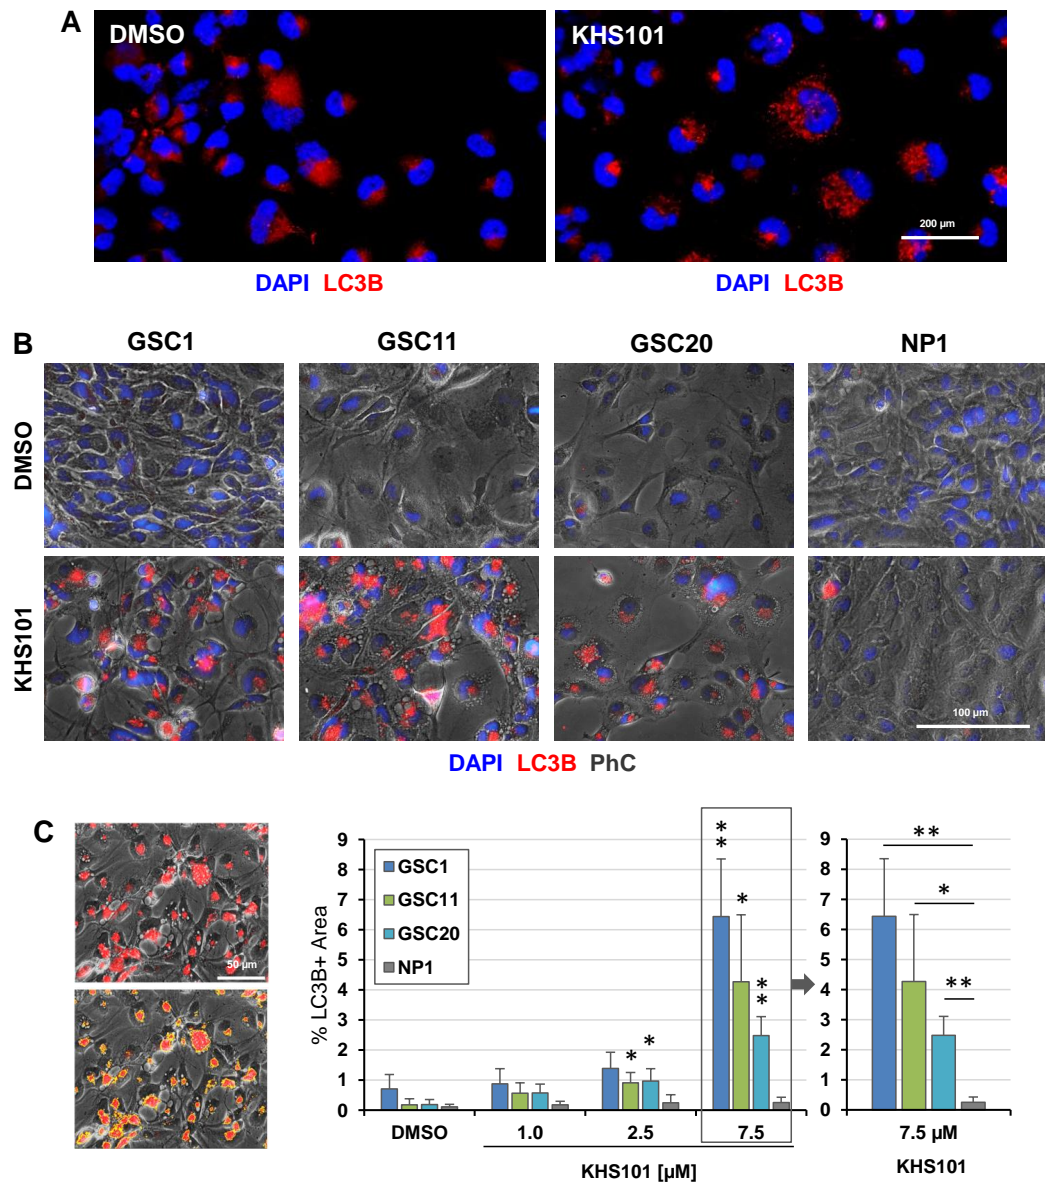 A
DMSO
KHS101
200 µm
DAPI LC3B
DAPI LC3B
B
GSC1
GSC11
GSC20
NP1
DMSO
KHS101
100 µm
DAPI LC3B PhC
C
50 µm
% LC3B+ Area
9
8
7
6
5
4
3
2
1
0
GSC1
GSC11
GSC20
NP1
*
*
*
*
*
*
*
DMSO
1.0
2.5
7.5
KHS101 [µM]
9
8
7
6
5
4
3
2
1
0
**
*
**
7.5 µM
KHS101